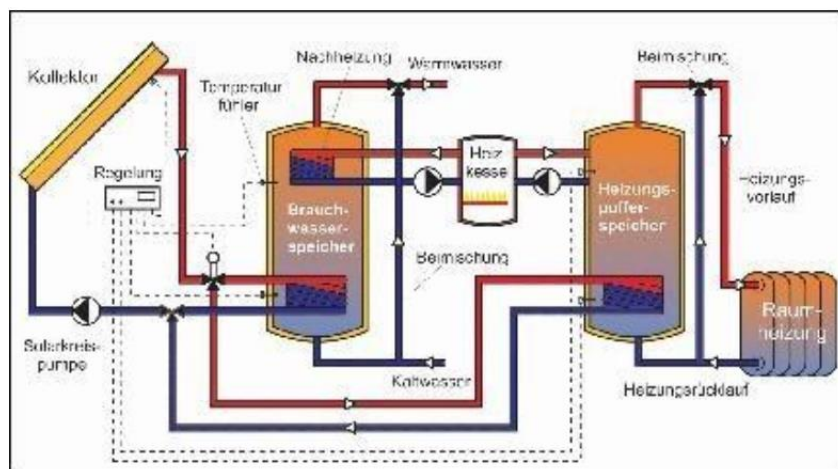 Kollektor
Nachheizung
Warmwasser
Beimischung
Temperatur
fühler
Regelung
Heiz
kesse
Brauch-
wasser-
speicher
Heizungs-
puffer-
speicher
Heizungs-
vorlauf
Beimischung
Solarkreis-
pumpe
Kaltwasser
Heizungsrücklauf
Raum-
heizung